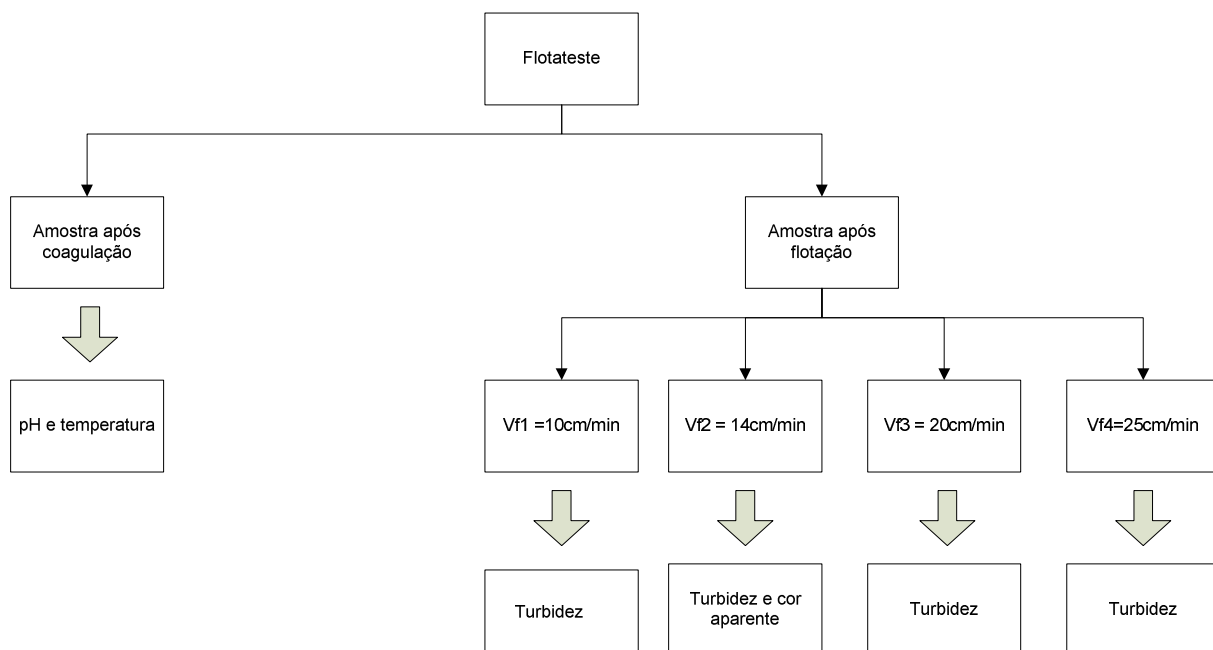 Flotateste
Amostra após
coagulação
Amostra após
flotação
pH e temperatura
Vf1 =10cm/min
Vf2 = 14cm/min
Vf3 = 20cm/min
Vf4=25cm/min
Turbidez
Turbidez e cor
aparente
Turbidez
Turbidez